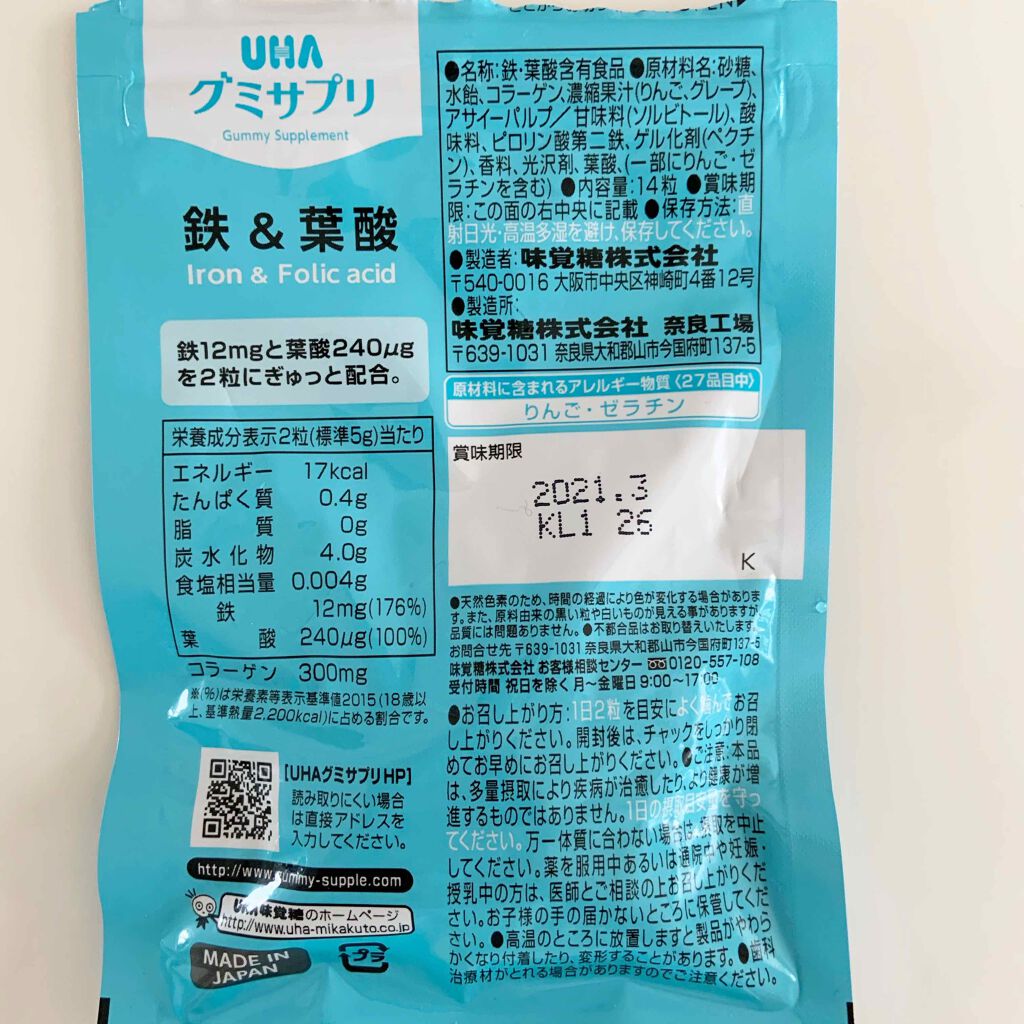 UHA
グミサプリ
Gummy Supplement
鉄 & 葉酸
Iron & Folic acid
鉄12mgと葉酸240μg
を2粒にぎゅっと配合。
栄養成分表示2粒(標準5g)当たり
エネルギー 17kcal
たんぱく質 0.4g
脂質 0g
炭水化物 4.0g
食塩相当量 0.004g
鉄 12mg(176%)
葉酸 240μg(100%)
コラーゲン 300mg
※(%)は栄養素等表示基準値2015(18歳以
上、基準熱量2,200kcal)に占める割合です。
【UHAグミサプリHP】
読み取りにくい場合
は直接アドレスを
入力してください。
http://www.gummy-supple.com
UHA味覚糖のホームページ
http://www.uha-mikakuto.co.jp
MADE IN
JAPAN
プラ
●名称:鉄・葉酸含有食品 ●原材料名:砂糖、
水飴、コラーゲン、濃縮果汁(りんご、グレープ)、
アサイーパルプ/甘味料(ソルビトール)、酸
味料、ピロリン酸第二鉄、ゲル化剤(ペクチ
ン)、香料、光沢剤、葉酸、(一部にりんご・ゼ
ラチンを含む) ●内容量:14粒 ●賞味期
限:この面の右中央に記載 ●保存方法:直
射日光・高温多湿を避け、保存してください。
●製造者:味覚糖株式会社
〒540-0016 大阪市中央区神崎町4番12号
●製造所:
味覚糖株式会社 奈良工場
〒639-1031 奈良県大和郡山市今国府町137-5
原材料に含まれるアレルギー物質〈27品目中〉
りんご・ゼラチン
賞味期限
2021.3
KL1 26
K
●天然色素のため、時間の経過により色が変化する場合がありま
す。また、原料由来の黒い粒や白いものが見える事がありますが、
品質には問題ありません。●不都合品はお取り替えいたします。
お問合せ先 〒639-1031 奈良県大和郡山市今国府町137-5
味覚糖株式会社 お客様相談センター 0120-557-108
受付時間 祝日を除く月〜金曜日 9:00〜17:00
●お召し上がり方:1日2粒を目安によく噛んでお召
し上がりください。開封後は、チャックをしっかり閉
めてお早めにお召し上がりください。●ご注意:本品
は、多量摂取により疾病が治癒したり、より健康が増
進するものではありません。1日の摂取目安量を守っ
てください。万一体質に合わない場合は、摂取を中止
してください。薬を服用中あるいは通院中や妊娠・
授乳中の方は、医師とご相談の上お召し上がりくだ
さい。お子様の手の届かないところに保管してくだ
さい。●高温のところに放置しますと製品がやわら
かくなり付着したり、変形することがあります。●歯科
治療材がとれる場合がありますのでご注意ください。